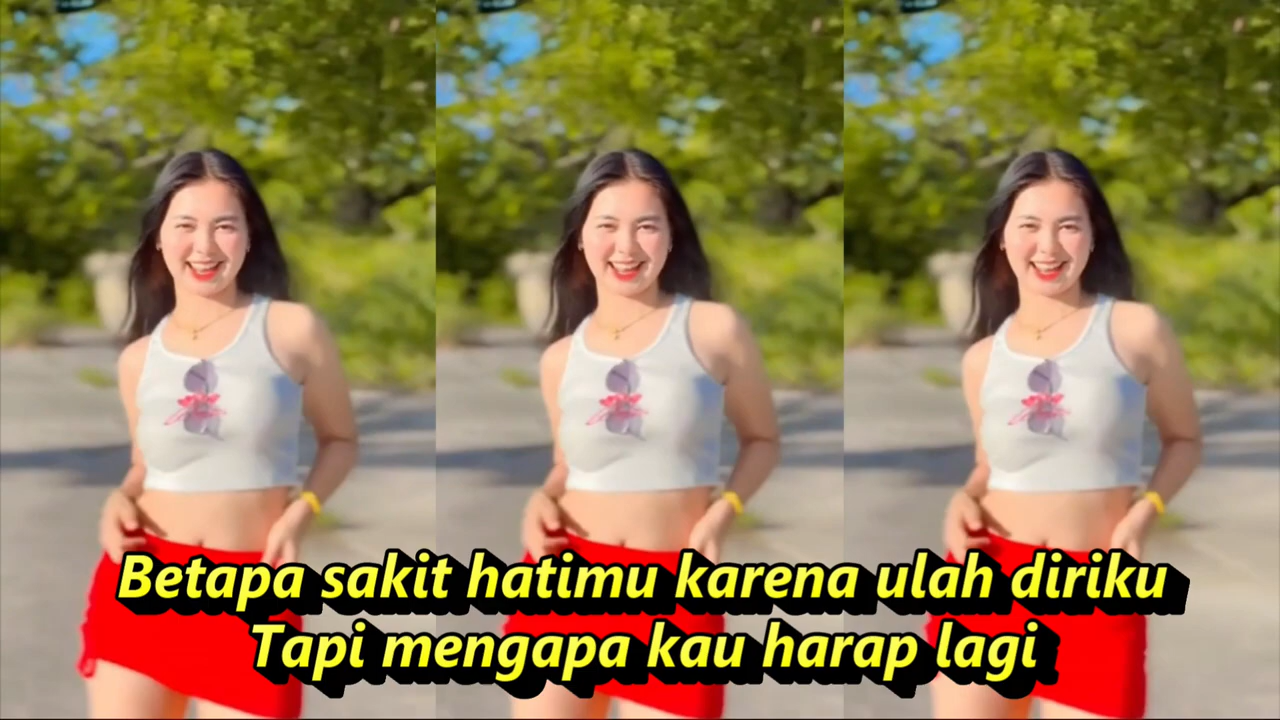 Betapa sakit hatimu karena ulah diriku
Tapi mengapa kau harap lagi